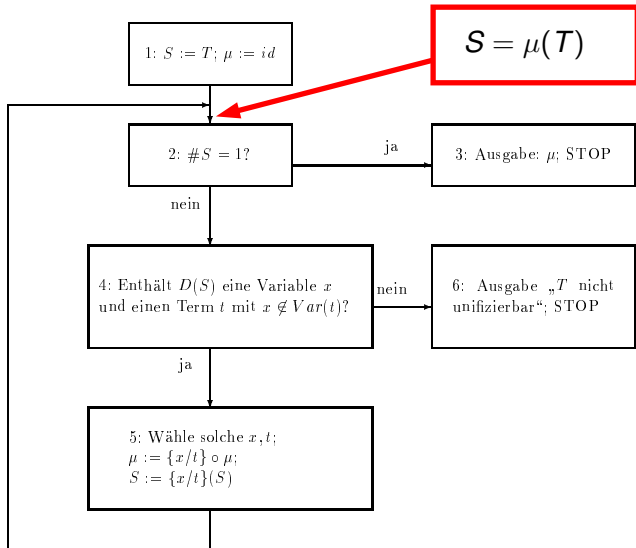 S = μ(T)
1: S := T; μ := id
2: #S = 1?
ja
3: Ausgabe: μ; STOP
nein
4: Enthält D(S) eine Variable x
und einen Term t mit x ∉ Var(t)?
nein
6: Ausgabe „T nicht
unifizierbar“; STOP
ja
5: Wähle solche x, t;
μ := {x/t} ∘ μ;
S := {x/t}(S)